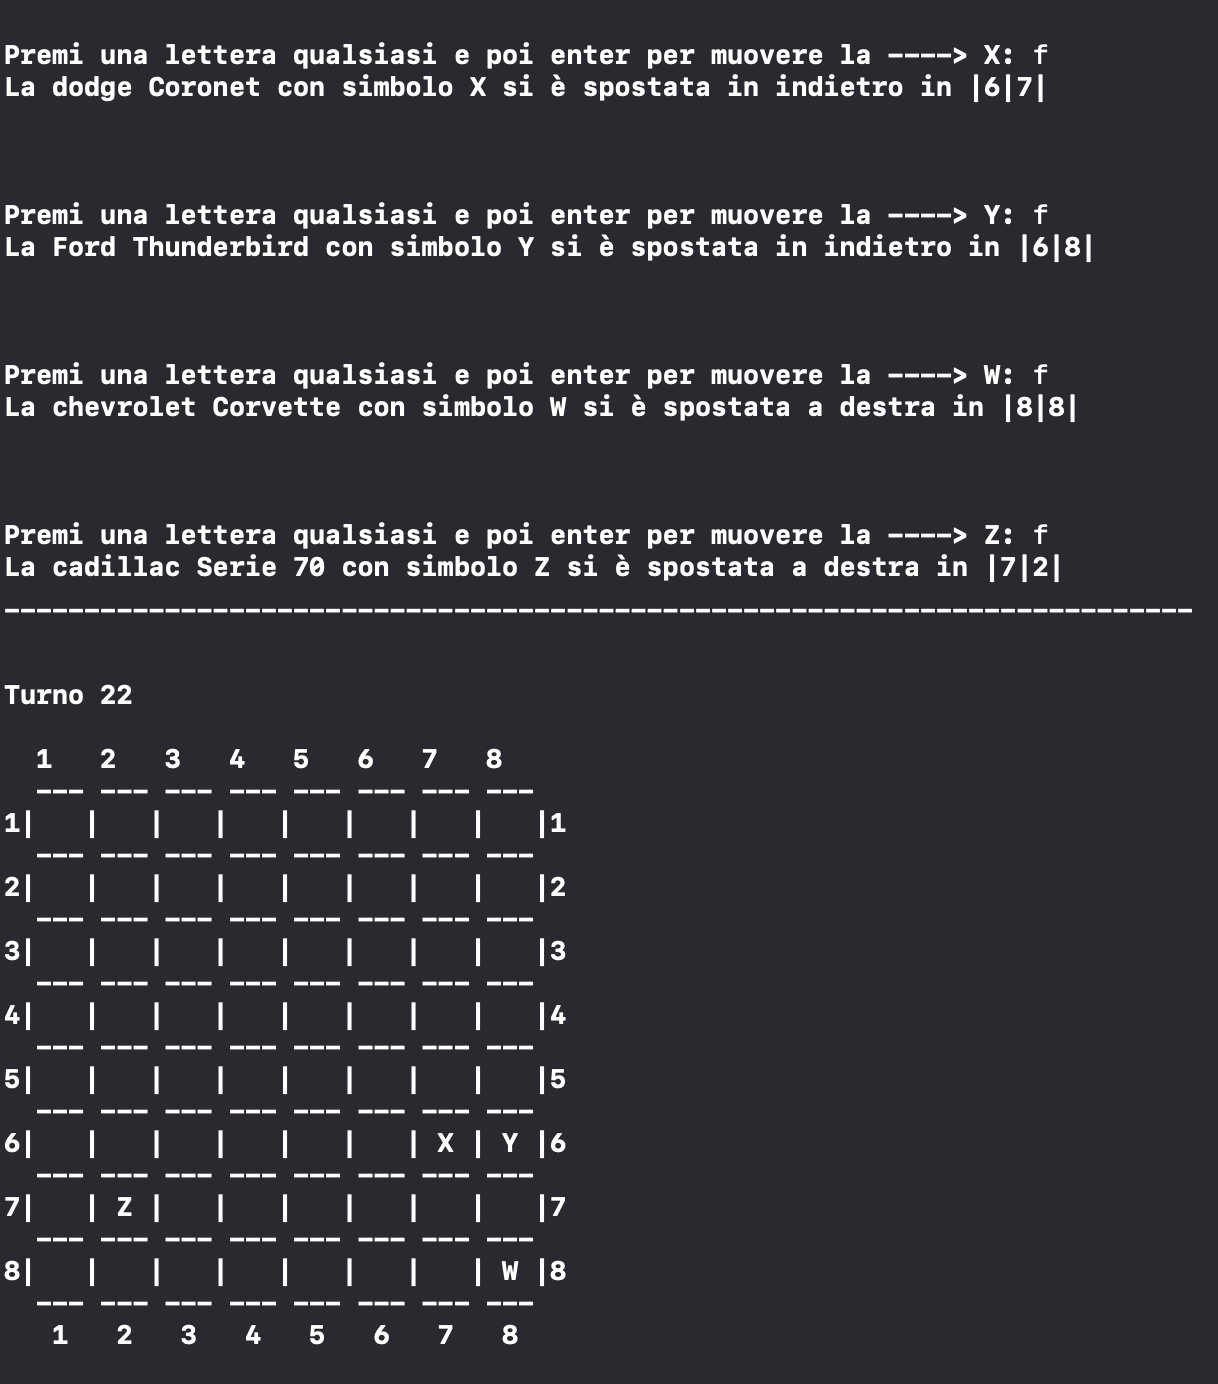 Premi una lettera qualsiasi e poi enter per muovere la ----> X: f
La dodge Coronet con simbolo X si è spostata in indietro in |6|7|
Premi una lettera qualsiasi e poi enter per muovere la ----> Y: f
La Ford Thunderbird con simbolo Y si è spostata in indietro in |6|8|
Premi una lettera qualsiasi e poi enter per muovere la ----> W: f
La chevrolet Corvette con simbolo W si è spostata a destra in |8|8|
Premi una lettera qualsiasi e poi enter per muovere la ----> Z: f
La cadillac Serie 70 con simbolo Z si è spostata a destra in |7|2|
--------------------------------------------------------------------------
Turno 22
  1   2   3   4   5   6   7   8
  --- --- --- --- --- --- --- ---
1|   |   |   |   |   |   |   |   |1
  --- --- --- --- --- --- --- ---
2|   |   |   |   |   |   |   |   |2
  --- --- --- --- --- --- --- ---
3|   |   |   |   |   |   |   |   |3
  --- --- --- --- --- --- --- ---
4|   |   |   |   |   |   |   |   |4
  --- --- --- --- --- --- --- ---
5|   |   |   |   |   |   |   |   |5
  --- --- --- --- --- --- --- ---
6|   |   |   |   |   |   | X | Y |6
  --- --- --- --- --- --- --- ---
7|   | Z |   |   |   |   |   |   |7
  --- --- --- --- --- --- --- ---
8|   |   |   |   |   |   |   | W |8
  --- --- --- --- --- --- --- ---
   1   2   3   4   5   6   7   8